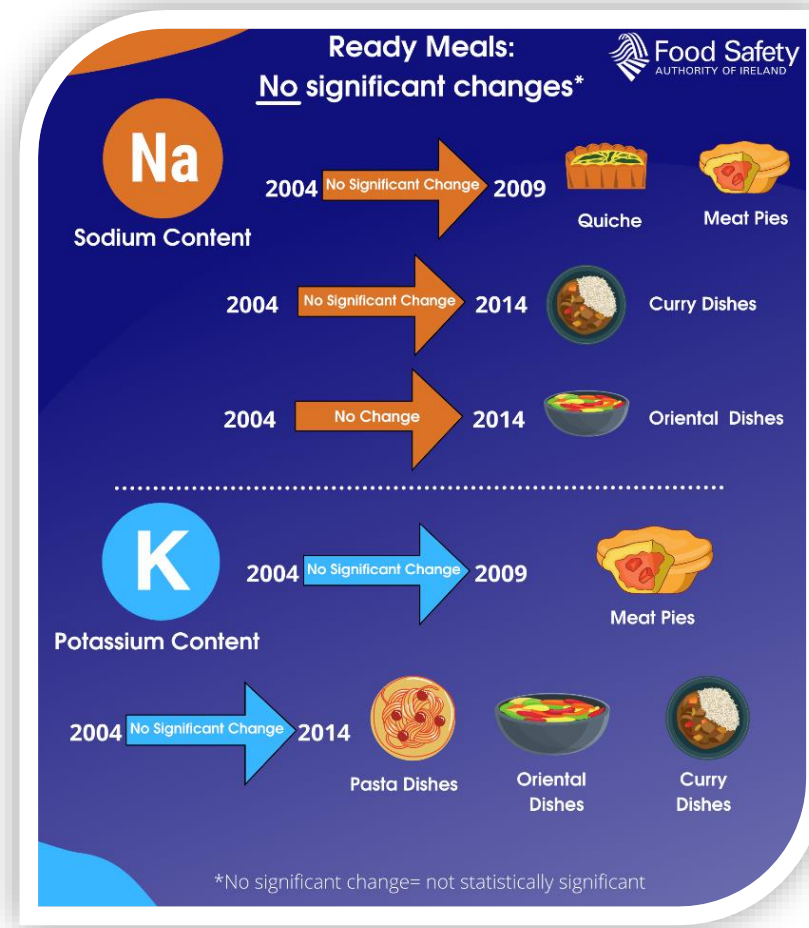 Ready Meals:
No significant changes*
Food Safety
AUTHORITY OF IRELAND
Na
Sodium Content
2004 No Significant Change 2009
Quiche
Meat Pies
2004 No Significant Change 2014 Curry Dishes
2004 No Change 2014 Oriental Dishes
K
Potassium Content
2004 No Significant Change 2009
Meat Pies
2004 No Significant Change 2014
Pasta Dishes
Oriental
Dishes
Curry
Dishes
*No significant change= not statistically significant